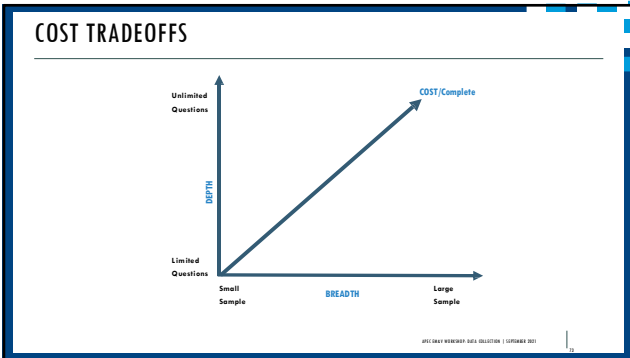 COST TRADEOFFS
Unlimited
Questions
COST/Complete
DEPTH
Limited
Questions
Small
Sample
BREADTH
Large
Sample
APEC EMAV WORKSHOP: DATA COLLECTION | SEPTEMBER 2021